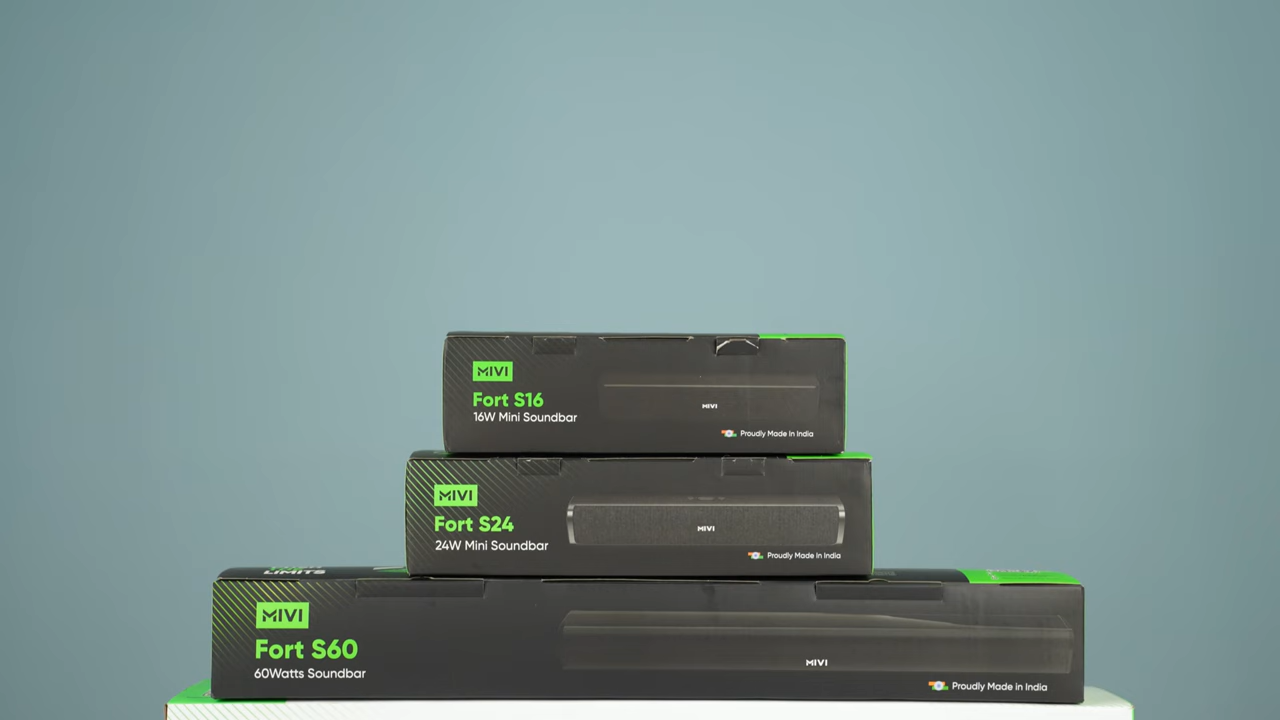 MIVI
Fort S16
16W Mini Soundbar
MIVI
Proudly Made In India
MIVI
Fort S24
24W Mini Soundbar
MIVI
Proudly Made In India
LIMITS
MIVI
Fort S60
60Watts Soundbar
MIVI
Proudly Made in India